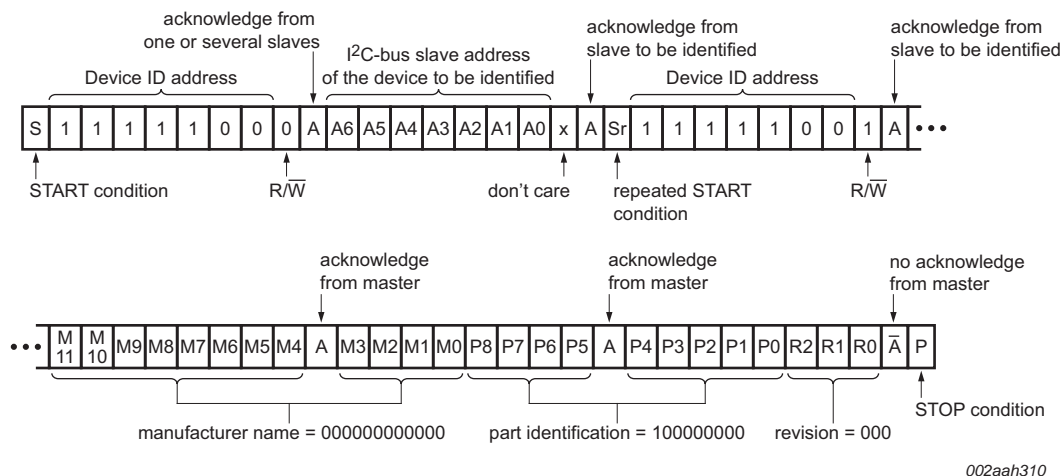 acknowledge from
one or several slaves
I²C-bus slave address
of the device to be identified
acknowledge from
slave to be identified
acknowledge from
slave to be identified
Device ID address
Device ID address
S 1 1 1 1 1 0 0 0 A A6 A5 A4 A3 A2 A1 A0 x A Sr 1 1 1 1 1 0 0 1 A
START condition
R/W̅
don't care
repeated START
condition
R/W̅
acknowledge
from master
acknowledge
from master
no acknowledge
from master
M11 M10 M9 M8 M7 M6 M5 M4 A M3 M2 M1 M0 P8 P7 P6 P5 A P4 P3 P2 P1 P0 R2 R1 R0 A̅ P
STOP condition
manufacturer name = 000000000000
part identification = 100000000
revision = 000
002aah310